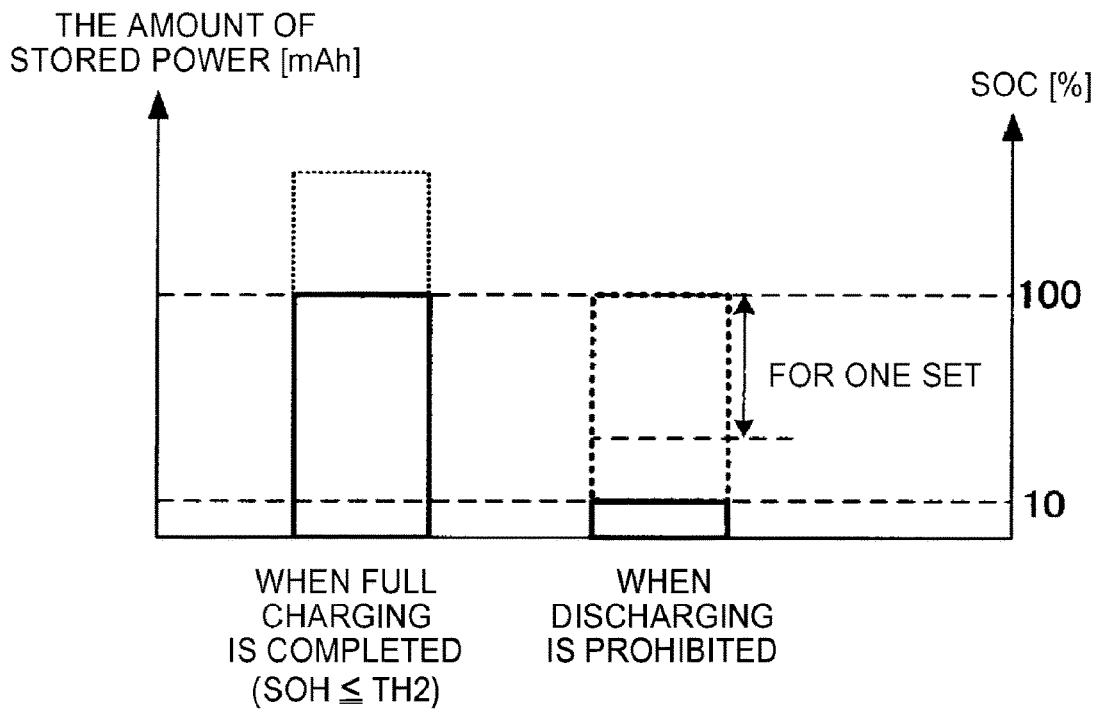 THE AMOUNT OF
STORED POWER [mAh]
SOC [%]
100
FOR ONE SET
10
WHEN FULL
CHARGING
IS COMPLETED
(SOH ≦ TH2)
WHEN
DISCHARGING
IS PROHIBITED